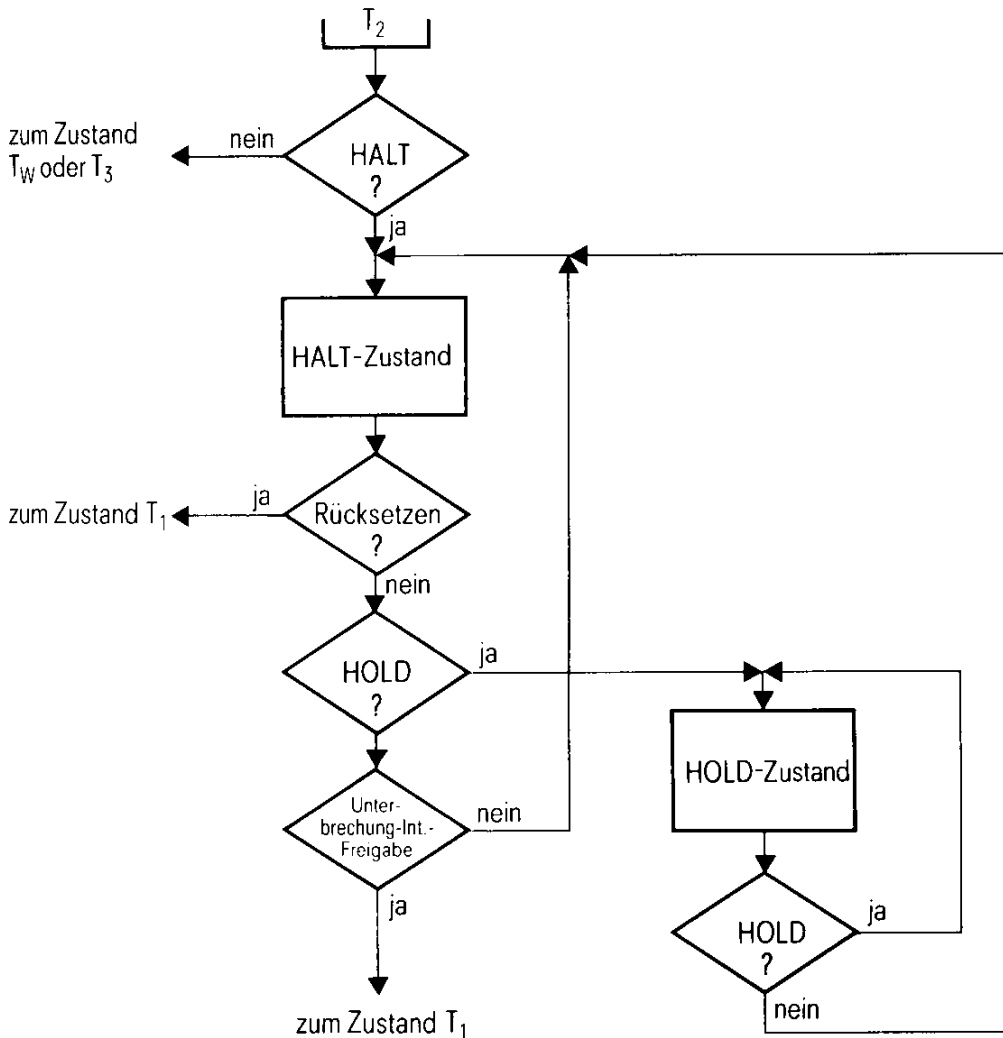 T₂
zum Zustand
T_W oder T₃
nein
HALT
?
ja
HALT-Zustand
zum Zustand T₁
ja
Rücksetzen
?
nein
HOLD
?
ja
HOLD-Zustand
Unter-
brechung-Int.-
Freigabe
nein
ja
HOLD
?
ja
nein
zum Zustand T₁